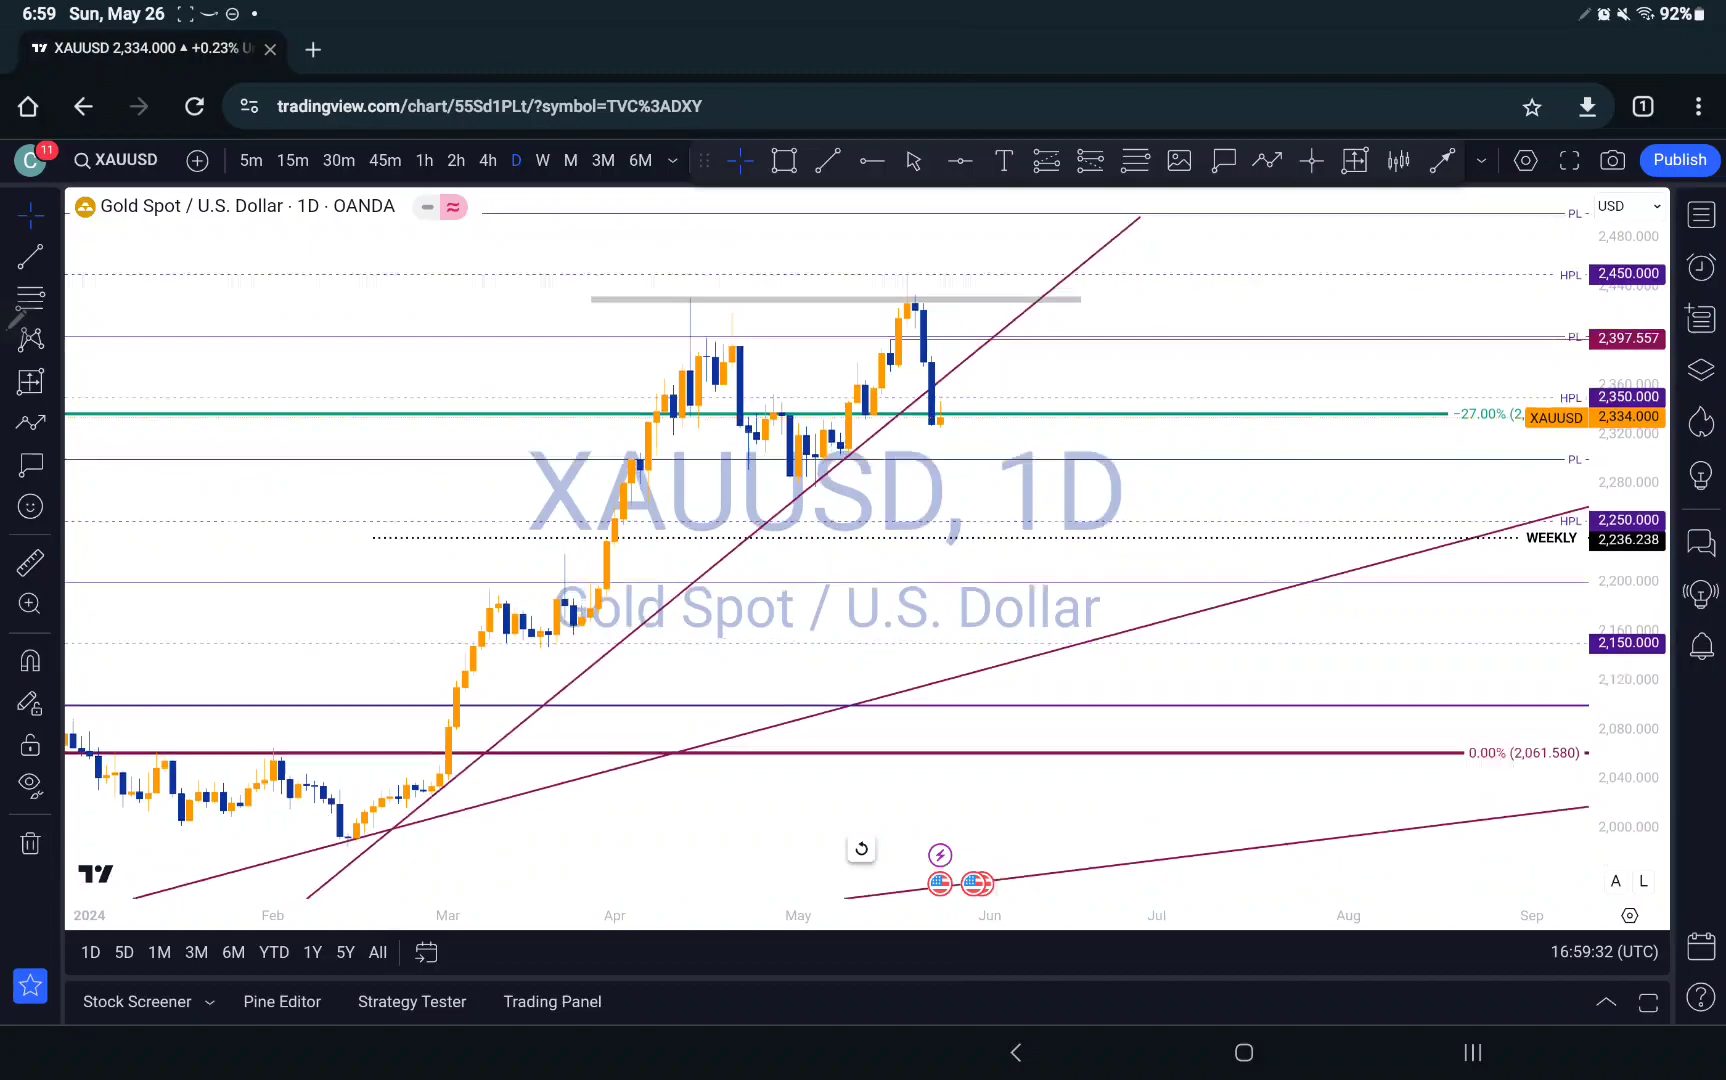 6:59 Sun, May 26 92%
XAUUSD 2,334.000 ▲ +0.23%
tradingview.com/chart/55Sd1PLt/?symbol=TVC%3ADXY 1
C 11 XAUUSD 5m 15m 30m 45m 1h 2h 4h D W M 3M 6M Publish
Gold Spot / U.S. Dollar · 1D · OANDA
USD
PL
2,480.000
HPL 2,450.000
2,440.000
PL 2,397.557
2,360.000
HPL 2,350.000
-27.00% (2, XAUUSD 2,334.000
2,320.000
PL
XAUUSD, 1D
2,280.000
HPL 2,250.000
WEEKLY 2,236.238
2,200.000
Gold Spot / U.S. Dollar
2,160.000
2,150.000
2,120.000
2,080.000
0.00% (2,061.580)
2,040.000
2,000.000
A L
2024 Feb Mar Apr May Jun Jul Aug Sep
1D 5D 1M 3M 6M YTD 1Y 5Y All 16:59:32 (UTC)
Stock Screener Pine Editor Strategy Tester Trading Panel